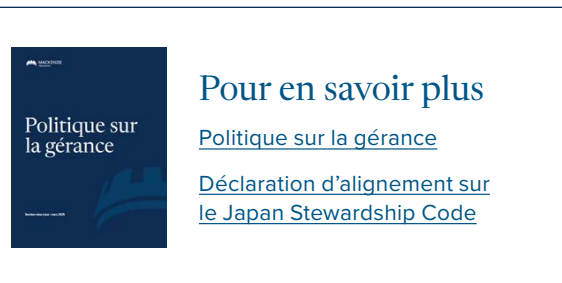 MACKENZIE
Politique sur
la gérance
Pour en savoir plus
Politique sur la gérance
Déclaration d’alignement sur
le Japan Stewardship Code